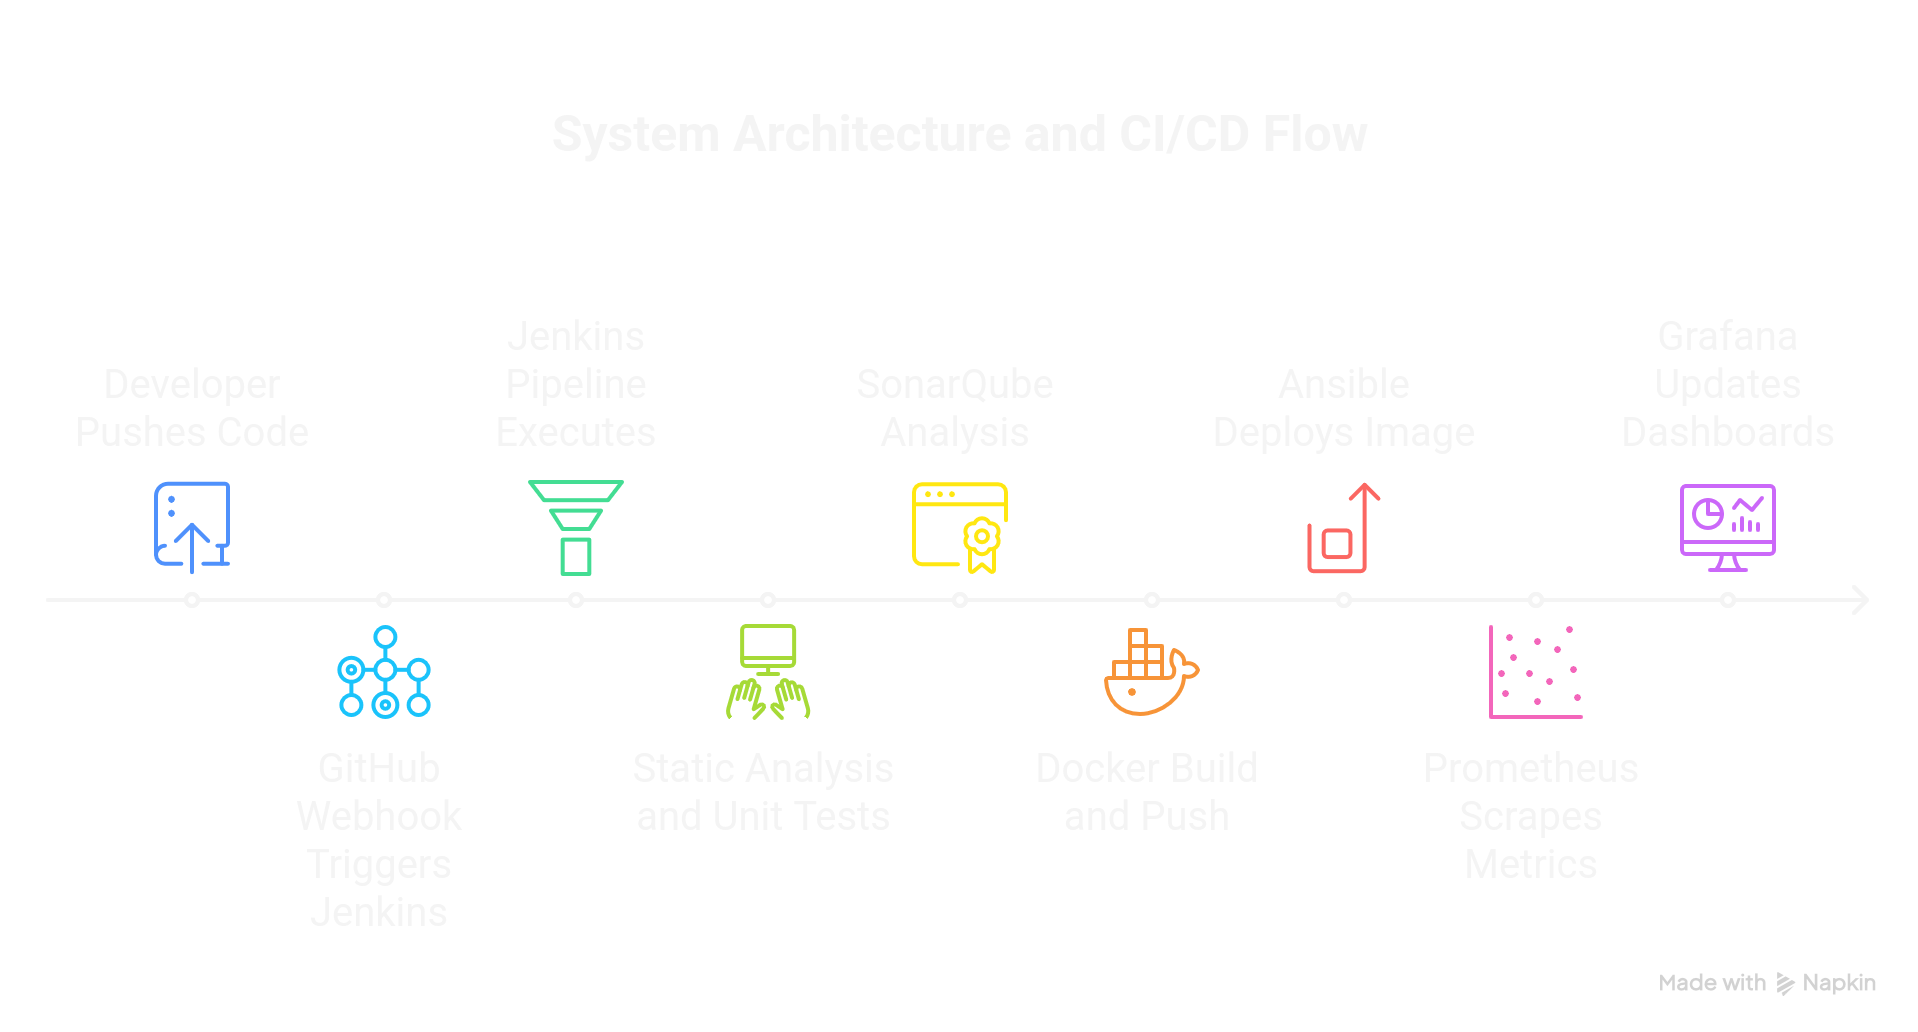 System Architecture and CI/CD Flow
Developer
Pushes Code
GitHub
Webhook
Triggers
Jenkins
Jenkins
Pipeline
Executes
Static Analysis
and Unit Tests
SonarQube
Analysis
Docker Build
and Push
Ansible
Deploys Image
Prometheus
Scrapes
Metrics
Grafana
Updates
Dashboards
Made with Napkin